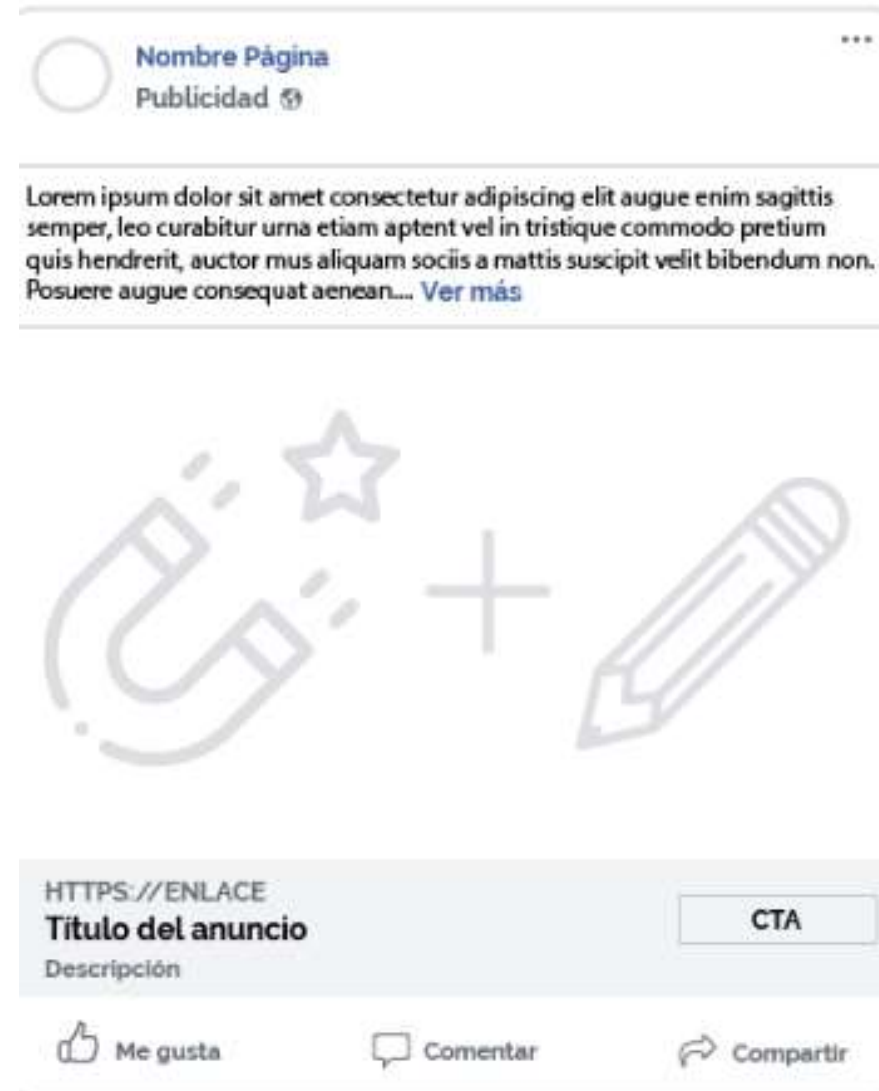 Nombre Página
Publicidad
Lorem ipsum dolor sit amet consectetur adipiscing elit augue enim sagittis
semper, leo curabitur urna etiam aptent vel in tristique commodo pretium
quis hendrerit, auctor mus aliquam sociis a mattis suscipit velit bibendum non.
Posuere augue consequat aenean.... Ver más
HTTPS://ENLACE
Título del anuncio
CTA
Descripción
Me gusta
Comentar
Compartir